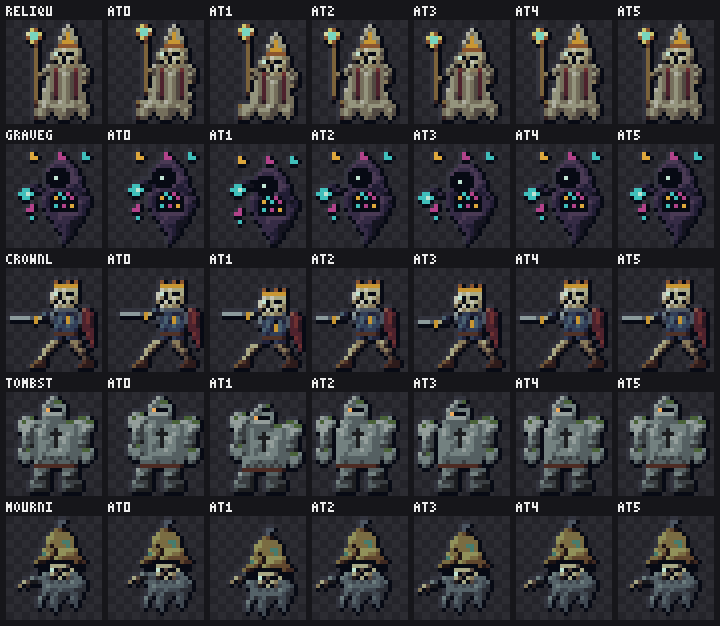 RELIQU AT0 AT1 AT2 AT3 AT4 AT5
GRAVEG AT0 AT1 AT2 AT3 AT4 AT5
CROWNL AT0 AT1 AT2 AT3 AT4 AT5
TOMBST AT0 AT1 AT2 AT3 AT4 AT5
MOURNI AT0 AT1 AT2 AT3 AT4 AT5